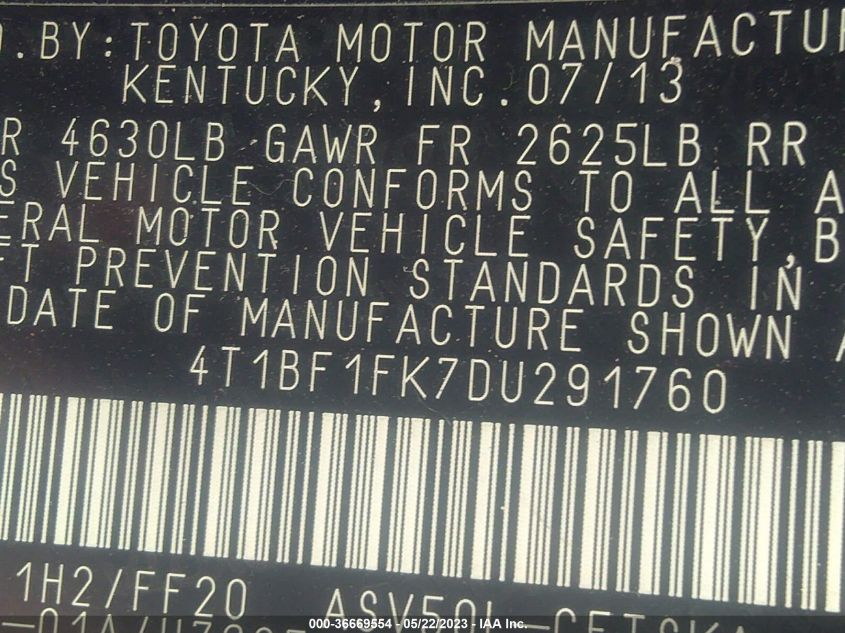 .BY:TOYOTA MOTOR MANUFACTU
KENTUCKY,INC.07/13
R 4630LB GAWR FR 2625LB RR
S VEHICLE CONFORMS TO ALL A
ERAL MOTOR VEHICLE SAFETY,B
FT PREVENTION STANDARDS IN
DATE OF MANUFACTURE SHOWN A
4T1BF1FK7DU291760
1H2/FF20 ASV50L-CETGKA
000-36669554 - 05/22/2023 - IAA Inc.